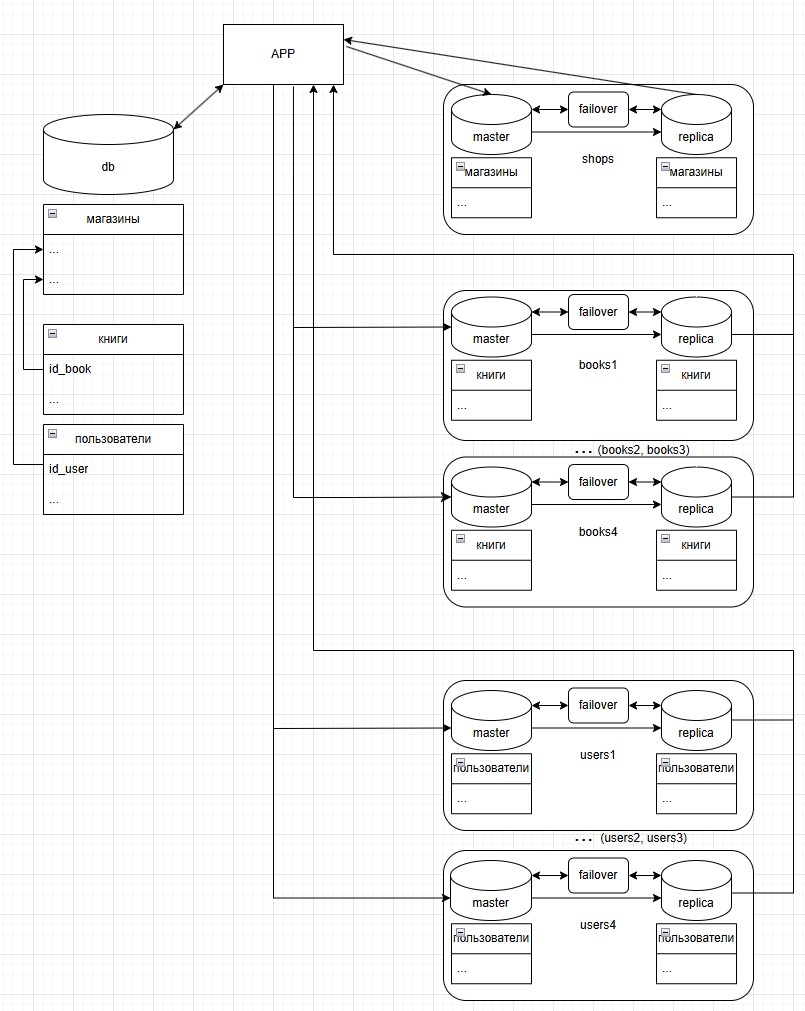 APP
db
магазины
...
...
книги
id_book
...
пользователи
id_user
...
master
failover
replica
shops
магазины
...
магазины
...
master
failover
replica
books1
книги
...
книги
...
... (books2, books3)
master
failover
replica
books4
книги
...
книги
...
master
failover
replica
users1
пользователи
...
пользователи
...
... (users2, users3)
master
failover
replica
users4
пользователи
...
пользователи
...